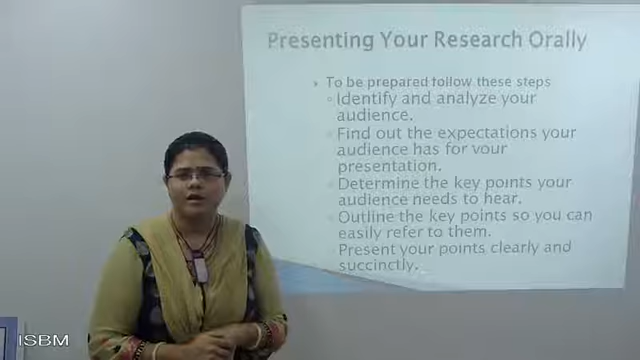 Presenting Your Research Orally
To be prepared follow these steps
Identify and analyze your
audience.
Find out the expectations your
audience has for your
presentation.
Determine the key points your
audience needs to hear.
Outline the key points so you can
easily refer to them.
Present your points clearly and
succinctly.
ISBM